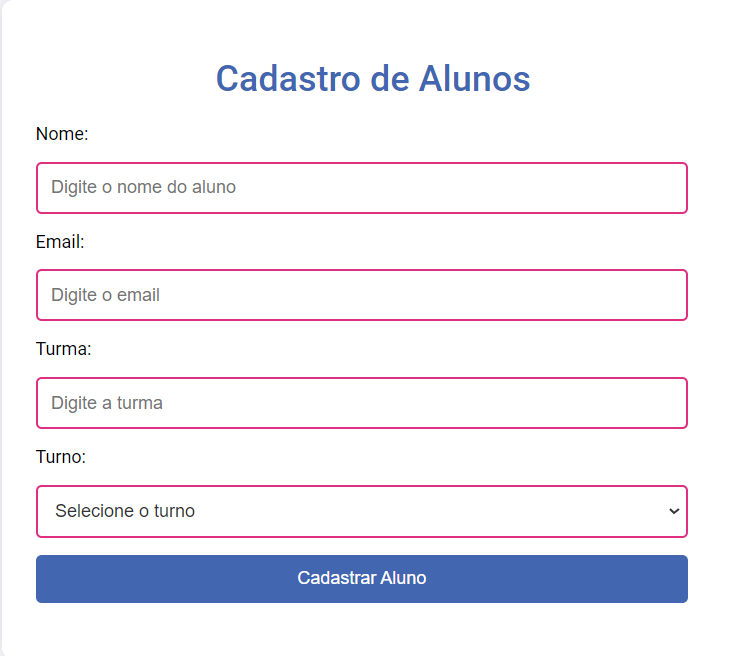 Cadastro de Alunos
Nome:
Digite o nome do aluno
Email:
Digite o email
Turma:
Digite a turma
Turno:
Selecione o turno
Cadastrar Aluno